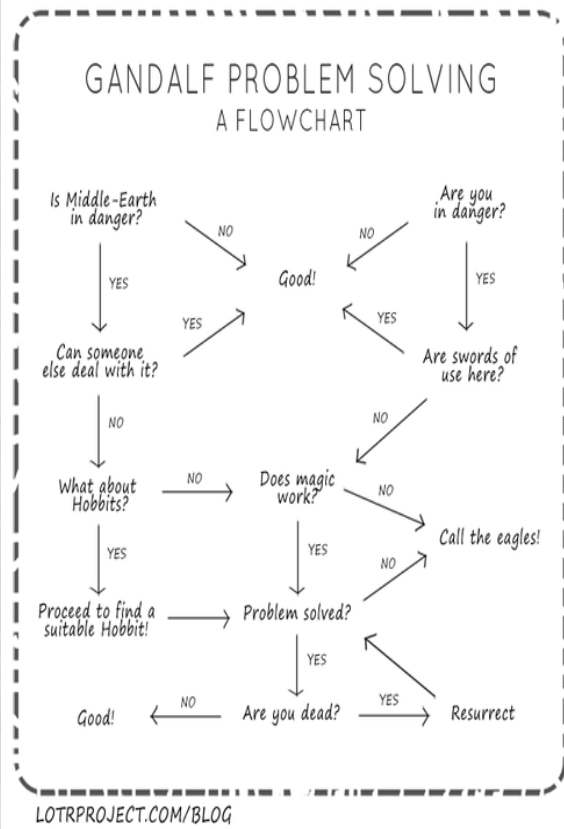 GANDALF PROBLEM SOLVING
A FLOWCHART
Is Middle-Earth
in danger?
Are you
in danger?
NO
NO
Good!
YES
YES
YES
YES
Can someone
else deal with it?
Are swords of
use here?
NO
NO
What about
Hobbits?
NO
Does magic
work?
NO
Call the eagles!
YES
YES
NO
Proceed to find a
suitable Hobbit!
Problem solved?
YES
Good!
NO
Are you dead?
YES
Resurrect
LOTRPROJECT.COM/BLOG